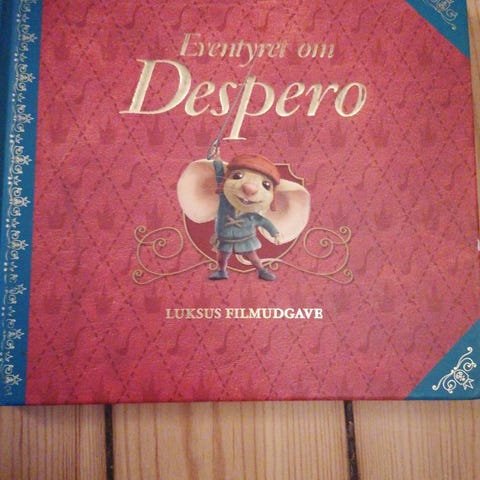 Eventyret om
Despero
LUKSUS FILMUDGAVE